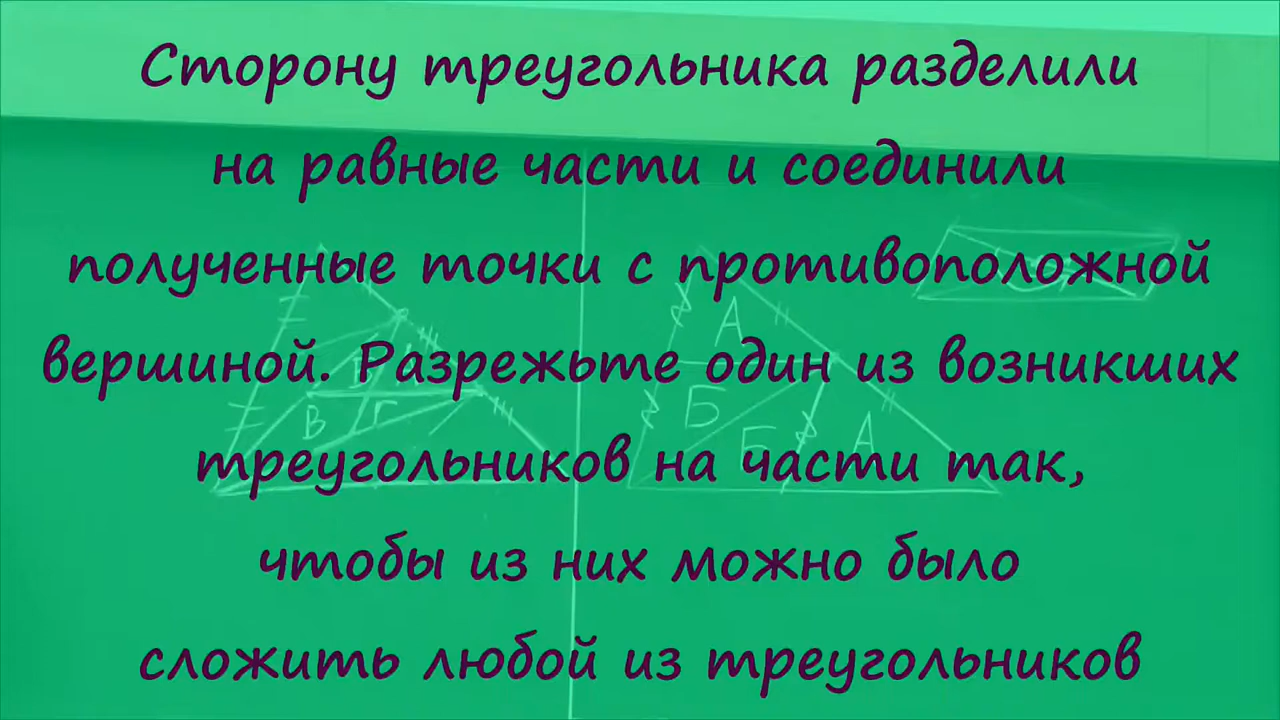 Сторону треугольника разделили
на равные части и соединили
полученные точки с противоположной
вершиной. Разрежьте один из возникших
треугольников на части так,
чтобы из них можно было
сложить любой из треугольников
А
Б
В
Г
Б
А